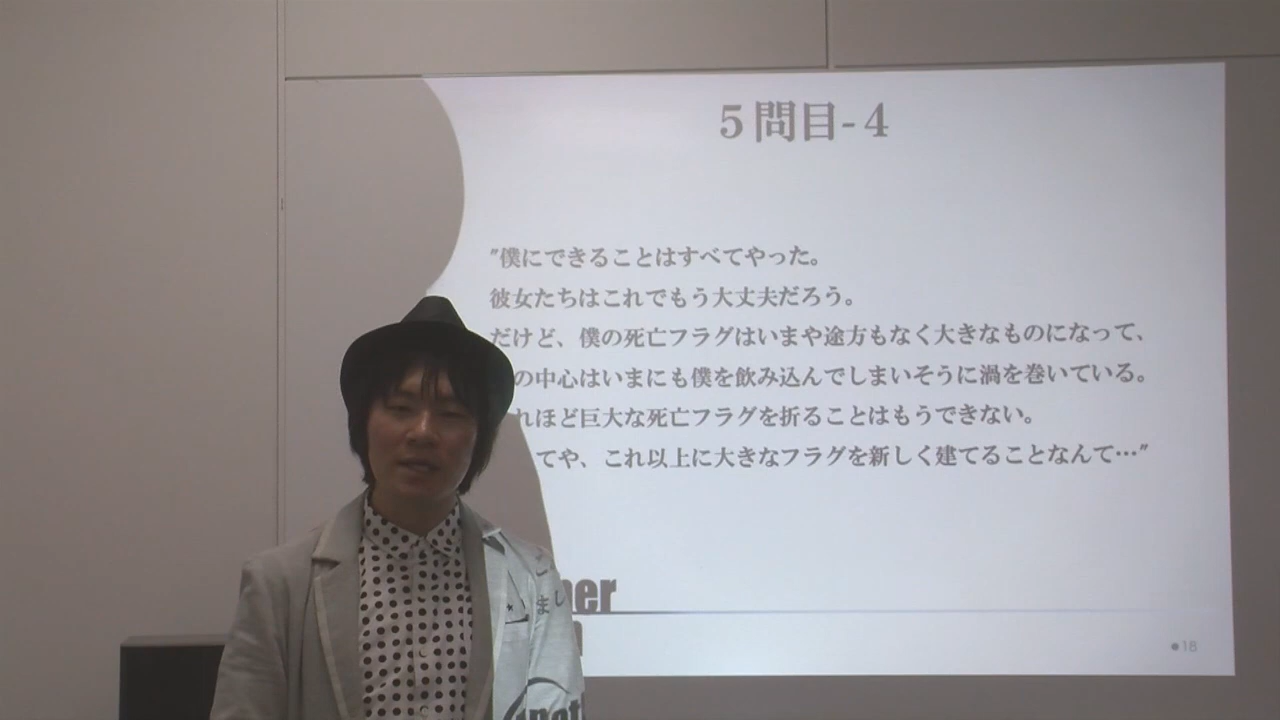 ５問目-４
”僕にできることはすべてやった。
彼女たちはこれでもう大丈夫だろう。
だけど、僕の死亡フラグはいまや途方もなく大きなものになって、
の中心はいまにも僕を飲み込んでしまいそうに渦を巻いている。
れほど巨大な死亡フラグを折ることはもうできない。
てや、これ以上に大きなフラグを新しく建てることなんて…”
●18